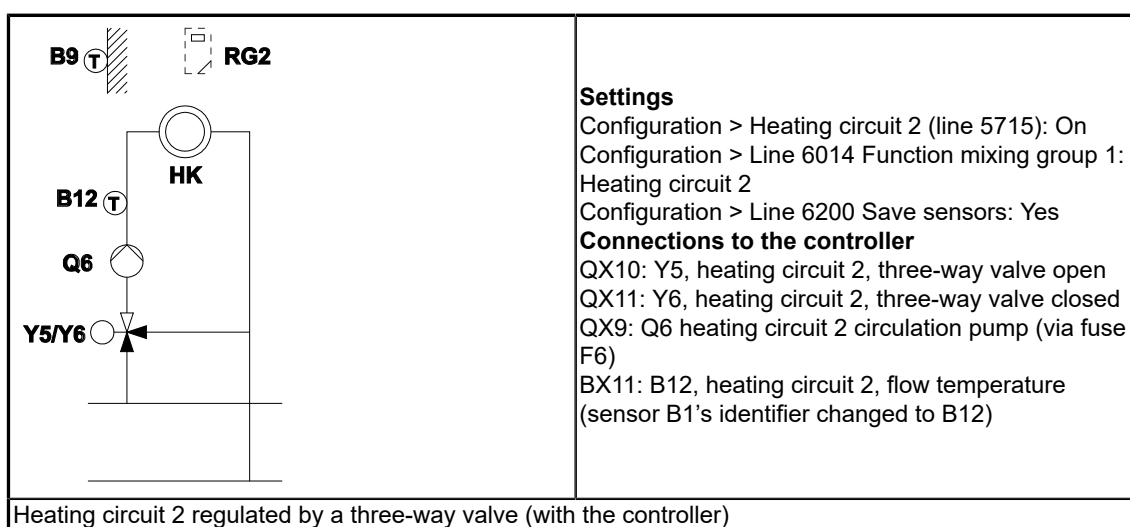 B9 T
RG2
HK
B12 T
Q6
Y5/Y6
Settings
Configuration > Heating circuit 2 (line 5715): On
Configuration > Line 6014 Function mixing group 1:
Heating circuit 2
Configuration > Line 6200 Save sensors: Yes
Connections to the controller
QX10: Y5, heating circuit 2, three-way valve open
QX11: Y6, heating circuit 2, three-way valve closed
QX9: Q6 heating circuit 2 circulation pump (via fuse
F6)
BX11: B12, heating circuit 2, flow temperature
(sensor B1’s identifier changed to B12)
Heating circuit 2 regulated by a three-way valve (with the controller)